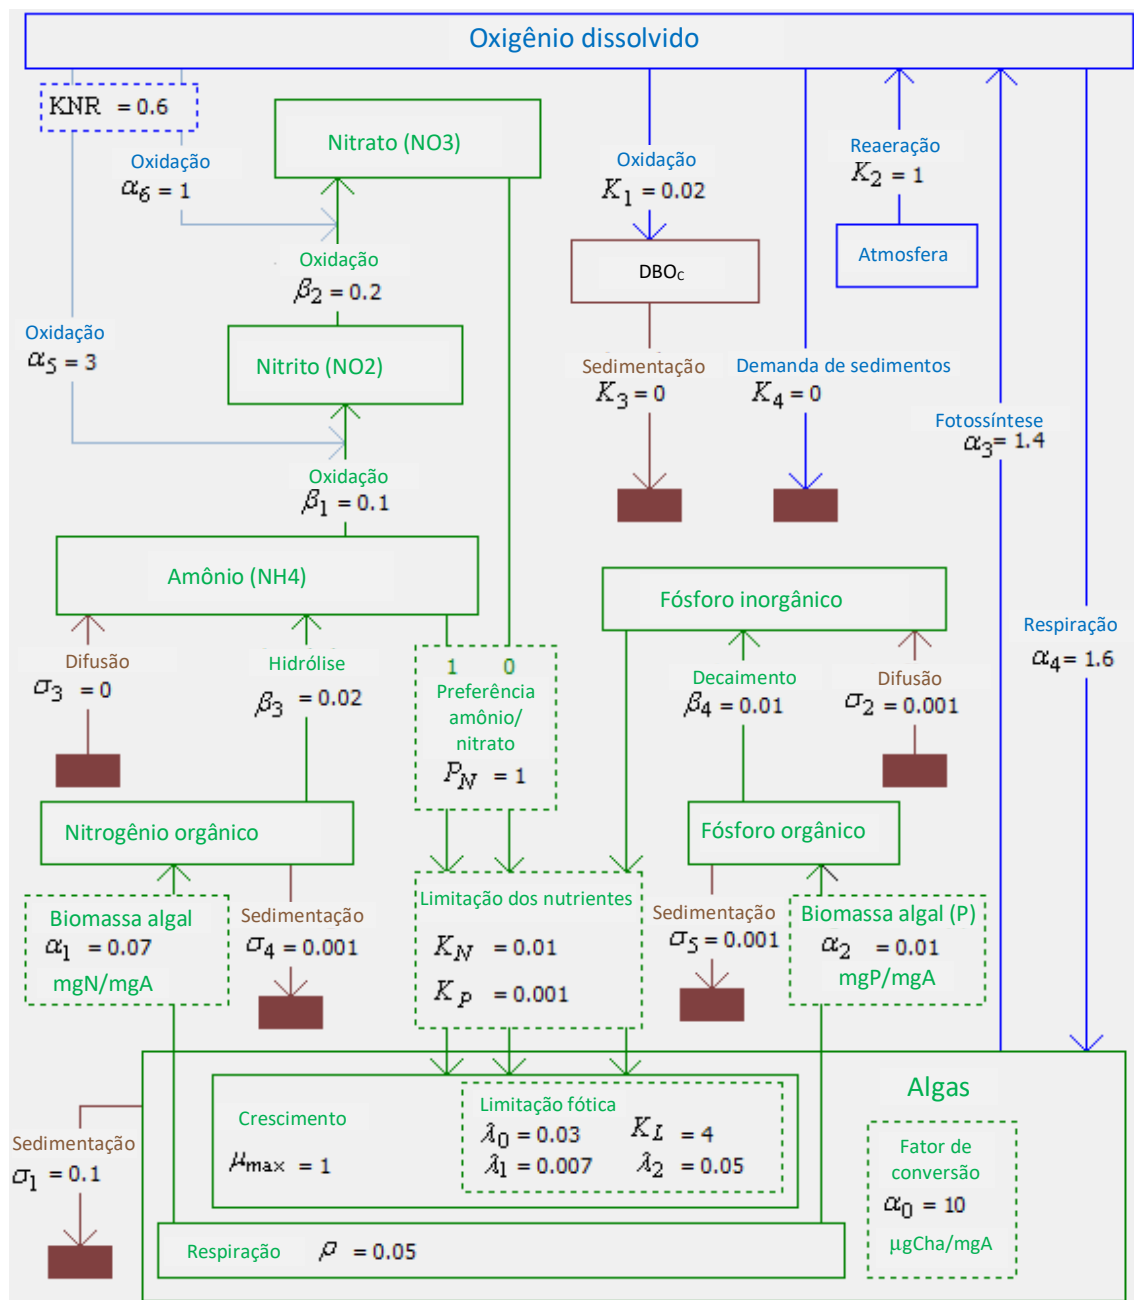 Oxigênio dissolvido
KNR = 0.6
Nitrato (NO3)
Oxidação
α6 = 1
Oxidação
K1 = 0.02
Reaeração
K2 = 1
Atmosfera
DBOC
Oxidação
β2 = 0.2
Oxidação
α5 = 3
Nitrito (NO2)
Sedimentação
K3 = 0
Demanda de sedimentos
K4 = 0
Fotossíntese
α3 = 1.4
Oxidação
β1 = 0.1
Amônio (NH4)
Fósforo inorgânico
Respiração
α4 = 1.6
Difusão
σ3 = 0
Hidrólise
β3 = 0.02
1 0
Preferência
amônio/
nitrato
PN = 1
Decaimento
β4 = 0.01
Difusão
σ2 = 0.001
Nitrogênio orgânico
Fósforo orgânico
Biomassa algal
α1 = 0.07
mgN/mgA
Sedimentação
σ4 = 0.001
Limitação dos nutrientes
KN = 0.01
KP = 0.001
Sedimentação
σ5 = 0.001
Biomassa algal (P)
α2 = 0.01
mgP/mgA
Algas
Crescimento
μmax = 1
Limitação fótica
λ0 = 0.03 KL = 4
λ1 = 0.007 λ2 = 0.05
Fator de
conversão
α0 = 10
μgCha/mgA
Sedimentação
σ1 = 0.1
Respiração ρ = 0.05